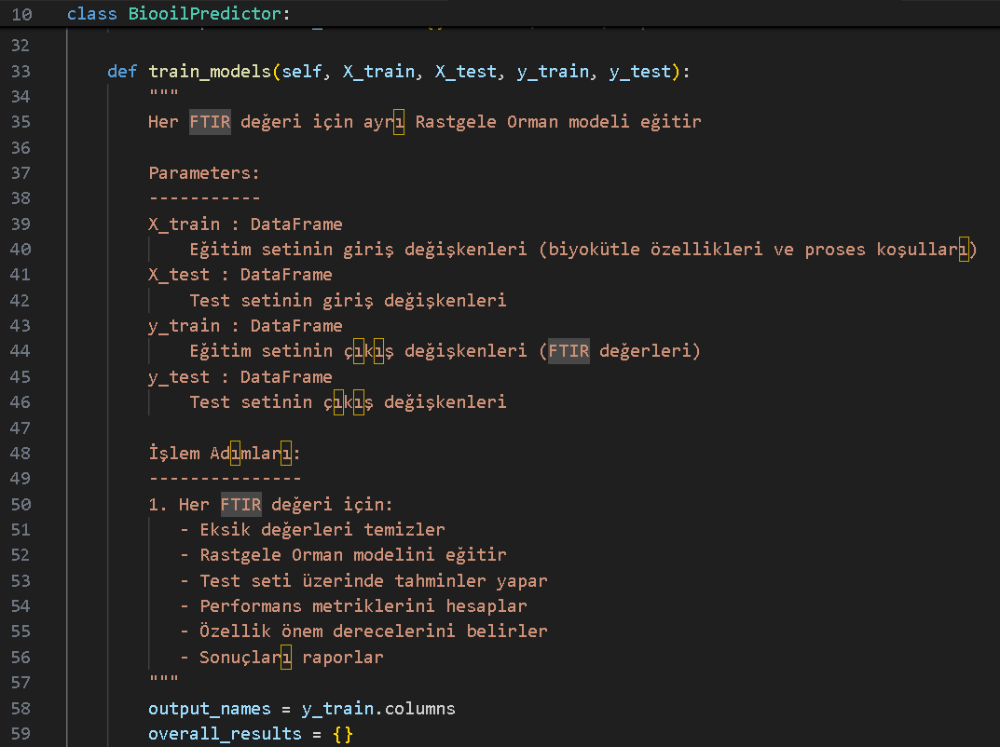 10 class BiooilPredictor:
32
33 def train_models(self, X_train, X_test, y_train, y_test):
34 """
35 Her FTIR değeri için ayrı Rastgele Orman modeli eğitir
36
37 Parameters:
38 -----------
39 X_train : DataFrame
40 Eğitim setinin giriş değişkenleri (biyokütle özellikleri ve proses koşulları)
41 X_test : DataFrame
42 Test setinin giriş değişkenleri
43 y_train : DataFrame
44 Eğitim setinin çıkış değişkenleri (FTIR değerleri)
45 y_test : DataFrame
46 Test setinin çıkış değişkenleri
47
48 İşlem Adımları:
49 ---------------
50 1. Her FTIR değeri için:
51 - Eksik değerleri temizler
52 - Rastgele Orman modelini eğitir
53 - Test seti üzerinde tahminler yapar
54 - Performans metriklerini hesaplar
55 - Özellik önem derecelerini belirler
56 - Sonuçları raporlar
57 """
58 output_names = y_train.columns
59 overall_results = {}